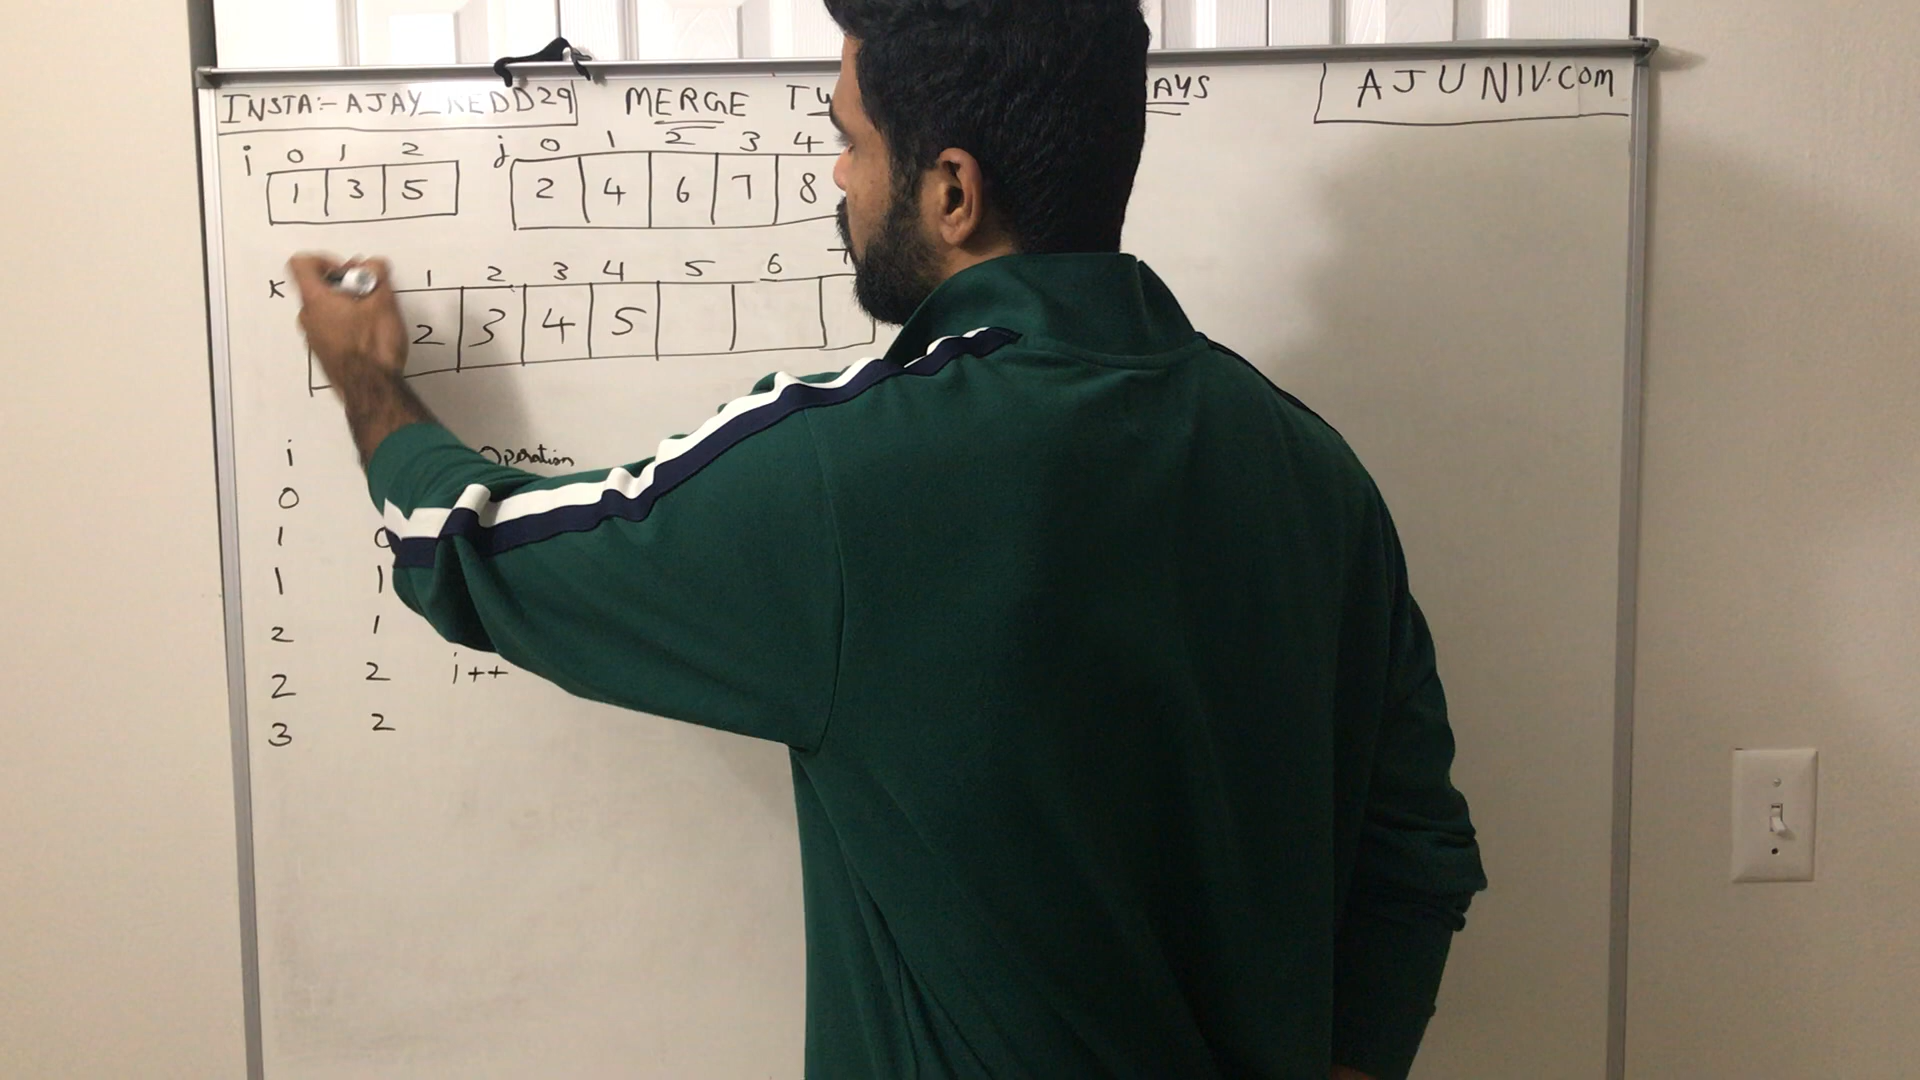 INSTA:- AJAY_REDD29 MERGE AYS AJUNIV.COM
i 0 1 2 j 0 1 2 3 4
1 3 5 2 4 6 7 8
K 1 2 3 4 5 6 7
2 3 4 5
i Operation
0
1 0
1 1
2 1
2 2 i++
3 2